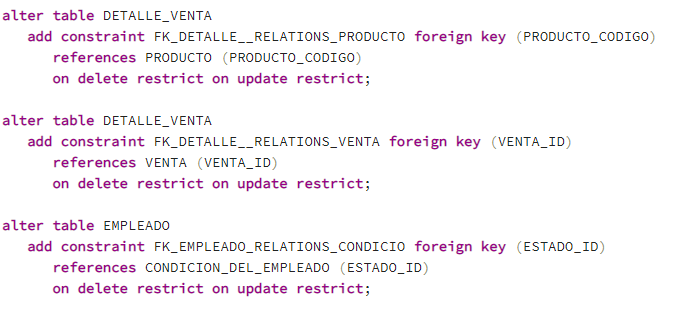 alter table DETALLE_VENTA
add constraint FK_DETALLE__RELATIONS_PRODUCTO foreign key (PRODUCTO_CODIGO)
references PRODUCTO (PRODUCTO_CODIGO)
on delete restrict on update restrict;
alter table DETALLE_VENTA
add constraint FK_DETALLE__RELATIONS_VENTA foreign key (VENTA_ID)
references VENTA (VENTA_ID)
on delete restrict on update restrict;
alter table EMPLEADO
add constraint FK_EMPLEADO_RELATIONS_CONDICIO foreign key (ESTADO_ID)
references CONDICION_DEL_EMPLEADO (ESTADO_ID)
on delete restrict on update restrict;